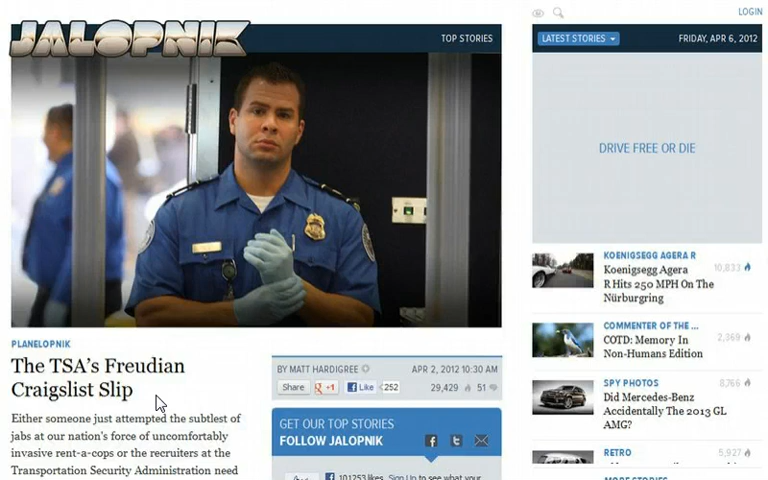 LOGIN
JALOPNIK
TOP STORIES
LATEST STORIES
FRIDAY, APR 6, 2012
DRIVE FREE OR DIE
PLANELOPNIK
The TSA's Freudian
Craigslist Slip
Either someone just attempted the subtlest of
jabs at our nation's force of uncomfortably
invasive rent-a-cops or the recruiters at the
Transportation Security Administration need
BY MATT HARDIGREE
APR 2, 2012 10:30 AM
Share
+1
Like
252
29,429
51
GET OUR TOP STORIES
FOLLOW JALOPNIK
101253 likes. Sign Up to see what your
KOENIGSEGG AGERA R
Koenigsegg Agera
R Hits 250 MPH On The
Nürburgring
10,833
COMMENTER OF THE ...
COTD: Memory In
Non-Humans Edition
2,369
SPY PHOTOS
Did Mercedes-Benz
Accidentally The 2013 GL
AMG?
8,766
RETRO
5,927
MORE STORIES